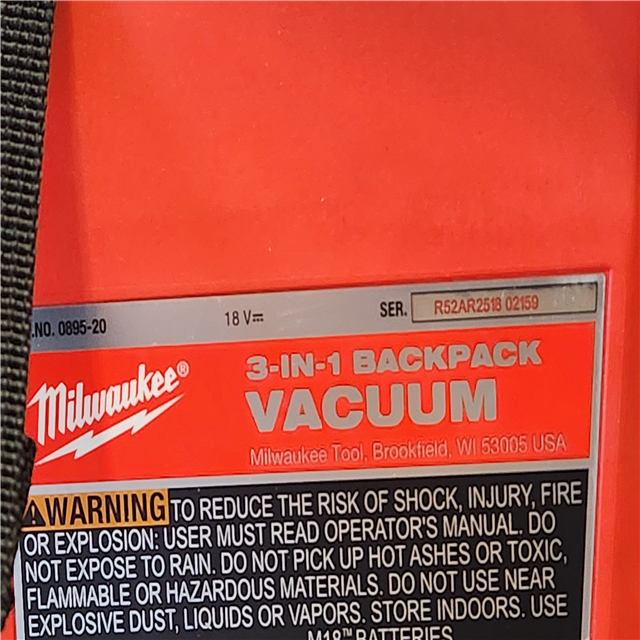 .NO. 0895-20 18 V⎓ SER. R52AR2518 02159
Milwaukee®
3-IN-1 BACKPACK
VACUUM
Milwaukee Tool, Brookfield, WI 53005 USA
⚠WARNING TO REDUCE THE RISK OF SHOCK, INJURY, FIRE
OR EXPLOSION: USER MUST READ OPERATOR'S MANUAL. DO
NOT EXPOSE TO RAIN. DO NOT PICK UP HOT ASHES OR TOXIC,
FLAMMABLE OR HAZARDOUS MATERIALS. DO NOT USE NEAR
EXPLOSIVE DUST, LIQUIDS OR VAPORS. STORE INDOORS. USE
M18™ BATTERIES